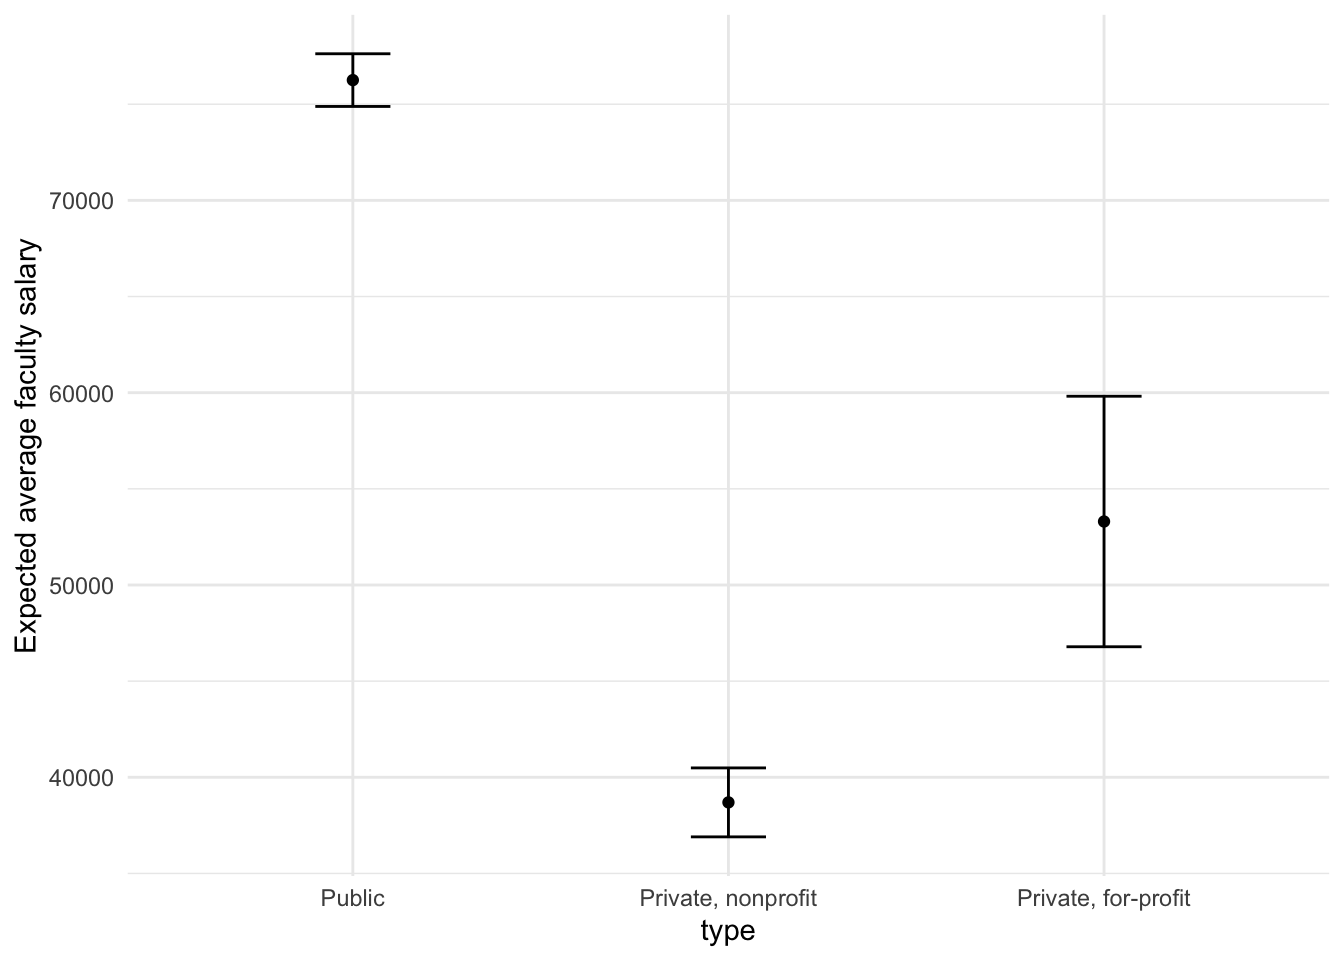 Expected average faculty salary
70000
60000
50000
40000
Public
Private, nonprofit
Private, for-profit
type